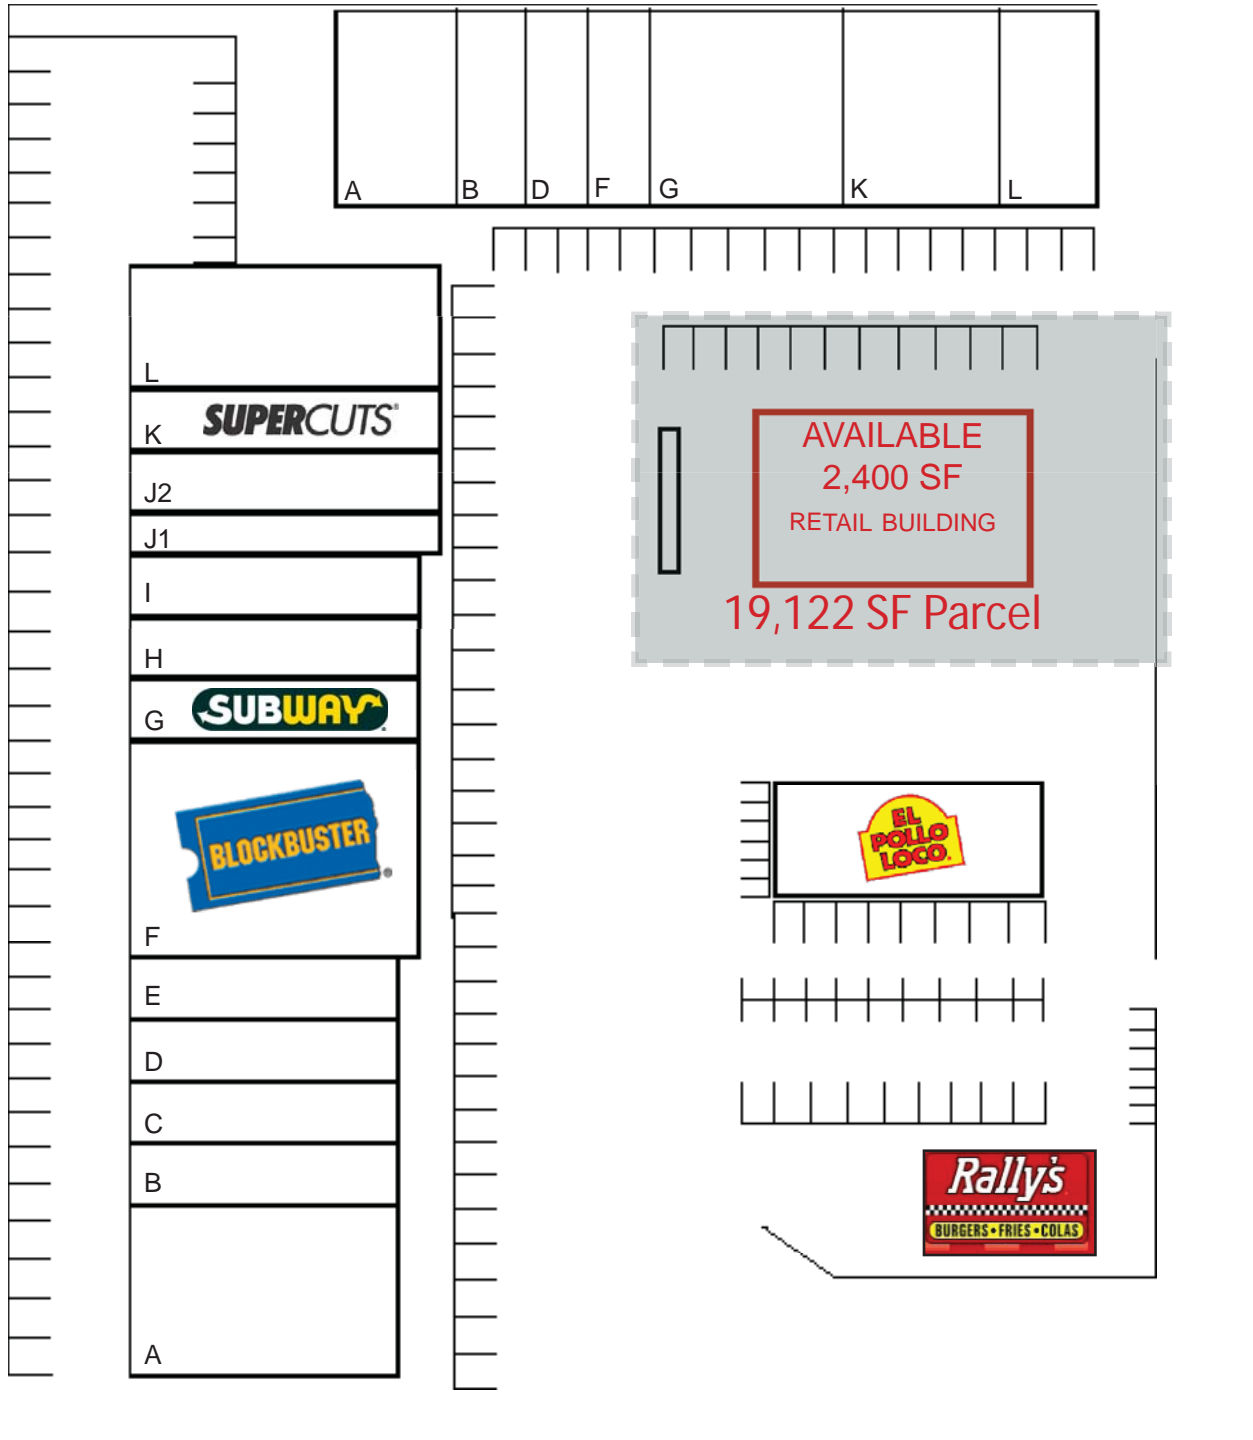 A B D F G K L
L
K SUPERCUTS®
J2
J1
I
H
G SUBWAY®
BLOCKBUSTER®
F
E
D
C
B
A
AVAILABLE
2,400 SF
RETAIL BUILDING
19,122 SF Parcel
EL
POLLO
LOCO®
Rally's
BURGERS•FRIES•COLAS